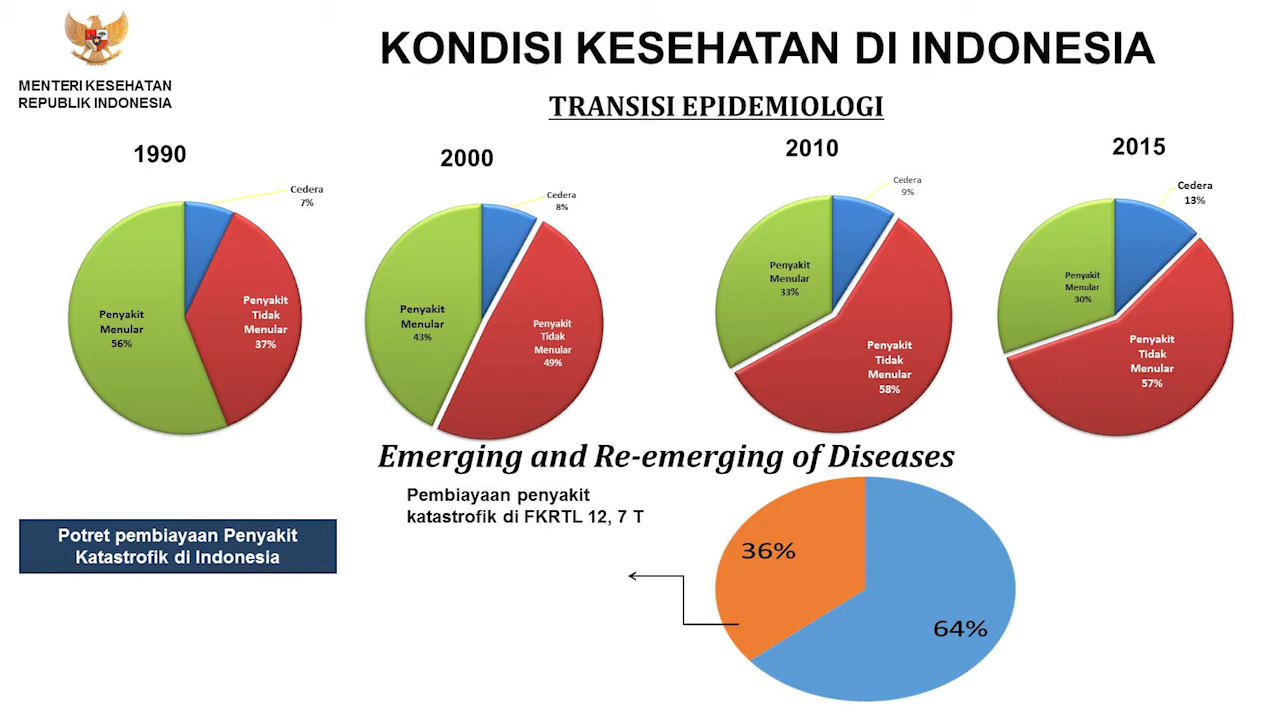 MENTERI KESEHATAN
REPUBLIK INDONESIA
KONDISI KESEHATAN DI INDONESIA
TRANSISI EPIDEMIOLOGI
1990
Cedera
7%
Penyakit
Menular
56%
Penyakit
Tidak
Menular
37%
2000
Cedera
8%
Penyakit
Menular
43%
Penyakit
Tidak
Menular
49%
2010
Cedera
9%
Penyakit
Menular
33%
Penyakit
Tidak
Menular
58%
2015
Cedera
13%
Penyakit
Menular
30%
Penyakit
Tidak
Menular
57%
Emerging and Re-emerging of Diseases
Potret pembiayaan Penyakit
Katastrofik di Indonesia
Pembiayaan penyakit
katastrofik di FKRTL 12, 7 T
36%
64%